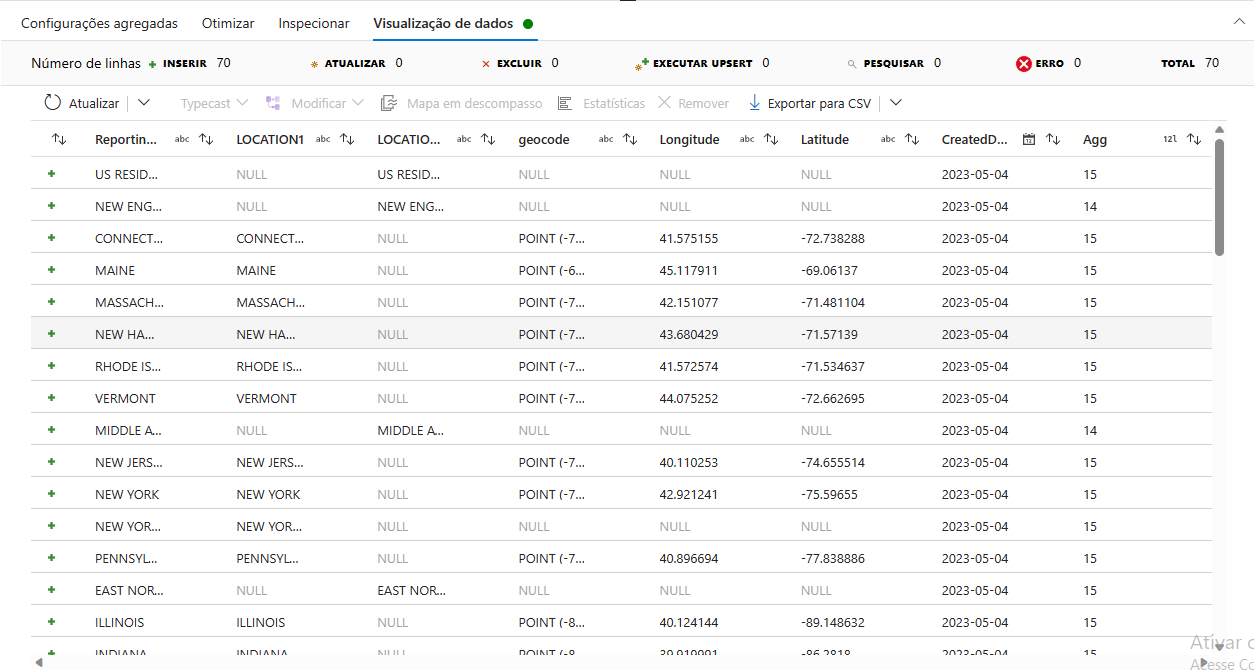 Configurações agregadas Otimizar Inspecionar Visualização de dados
Número de linhas INSERIR 70 ATUALIZAR 0 EXCLUIR 0 EXECUTAR UPSERT 0 PESQUISAR 0 ERRO 0 TOTAL 70
Atualizar Typecast Modificar Mapa em descompasso Estatísticas Remover Exportar para CSV
Reportin... abc LOCATION1 abc LOCATIO... abc geocode abc Longitude abc Latitude abc CreatedD... Agg 12l
US RESID... NULL US RESID... NULL NULL NULL 2023-05-04 15
NEW ENG... NULL NEW ENG... NULL NULL NULL 2023-05-04 14
CONNECT... CONNECT... NULL POINT (-7... 41.575155 -72.738288 2023-05-04 15
MAINE MAINE NULL POINT (-6... 45.117911 -69.06137 2023-05-04 15
MASSACH... MASSACH... NULL POINT (-7... 42.151077 -71.481104 2023-05-04 15
NEW HA... NEW HA... NULL POINT (-7... 43.680429 -71.57139 2023-05-04 15
RHODE IS... RHODE IS... NULL POINT (-7... 41.572574 -71.534637 2023-05-04 15
VERMONT VERMONT NULL POINT (-7... 44.075252 -72.662695 2023-05-04 15
MIDDLE A... NULL MIDDLE A... NULL NULL NULL 2023-05-04 14
NEW JERS... NEW JERS... NULL POINT (-7... 40.110253 -74.655514 2023-05-04 15
NEW YORK NEW YORK NULL POINT (-7... 42.921241 -75.59655 2023-05-04 15
NEW YOR... NEW YOR... NULL NULL NULL NULL 2023-05-04 15
PENNSYL... PENNSYL... NULL POINT (-7... 40.896694 -77.838886 2023-05-04 15
EAST NOR... NULL EAST NOR... NULL NULL NULL 2023-05-04 15
ILLINOIS ILLINOIS NULL POINT (-8... 40.124144 -89.148632 2023-05-04 15
INDIANA INDIANA NULL POINT (-8... 39.919991 -86.2818 2023-05-04 15
Ativar c
Acesse Co